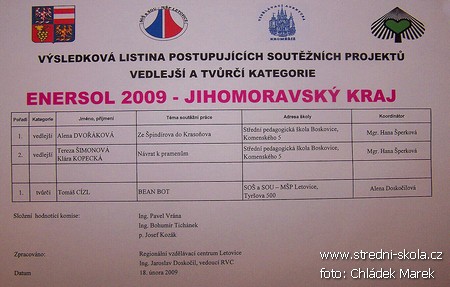 VÝSLEDKOVÁ LISTINA POSTUPUJÍCÍCH SOUTĚŽNÍCH PROJEKTŮ
VEDLEJŠÍ A TVŮRČÍ KATEGORIE
ENERSOL 2009 - JIHOMORAVSKÝ KRAJ
Pořadí Kategorie Jméno, příjmení Téma soutěžní práce Adresa školy Koordinátor
1. vedlejší Alena DVOŘÁKOVÁ Ze Špindlrova do Krasoňova Střední pedagogická škola Boskovice, Komenského 5 Mgr. Hana Šperková
2. vedlejší Tereza ŠIMONOVÁ Klára KOPECKÁ Návrat k pramenům Střední pedagogická škola Boskovice, Komenského 5 Mgr. Hana Šperková
1. tvůrčí Tomáš CIZL BEAN BOT SOŠ a SOU – MŠP Letovice, Tyršova 500 Alena Doskočilová
Složení hodnotící komise: Ing. Pavel Vrána
Ing. Bohumír Tichánek
p. Josef Kozák
Zpracováno: Regionální vzdělávací centrum Letovice
Ing. Jaroslav Doskočil, vedoucí RVC
Datum 18. února 2009
www.stredni-skola.cz
foto: Chládek Marek